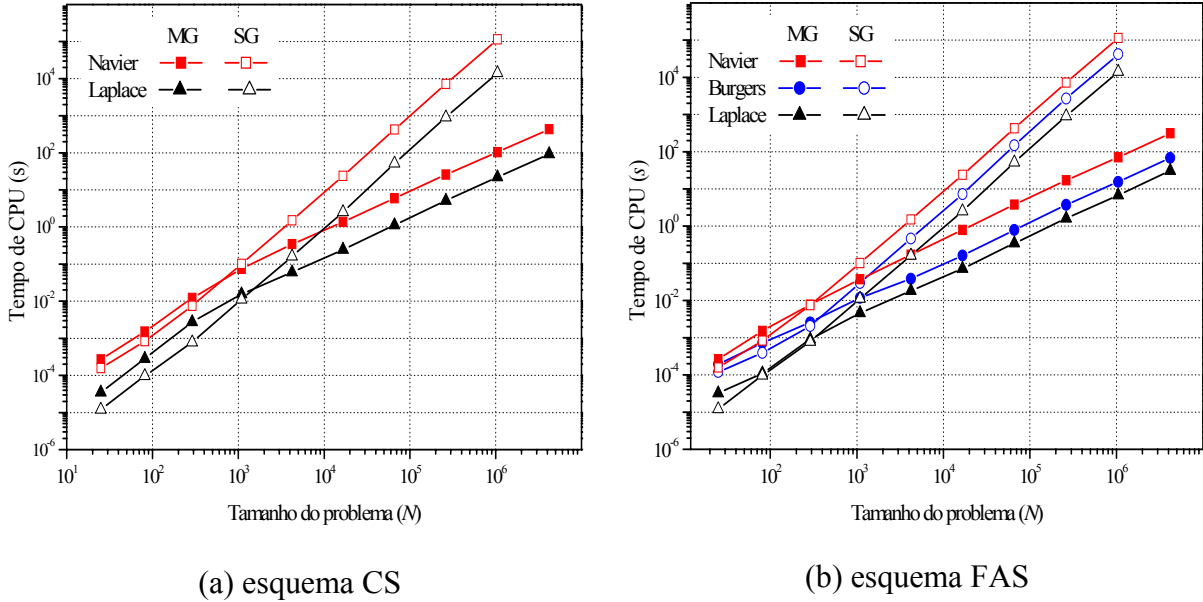 MG SG
Navier
Laplace
Tempo de CPU (s)
10^4
10^2
10^0
10^-2
10^-4
10^-6
10^1 10^2 10^3 10^4 10^5 10^6
Tamanho do problema (N)
(a) esquema CS
MG SG
Navier
Burgers
Laplace
Tempo de CPU (s)
10^4
10^2
10^0
10^-2
10^-4
10^-6
10^2 10^3 10^4 10^5 10^6
Tamanho do problema (N)
(b) esquema FAS